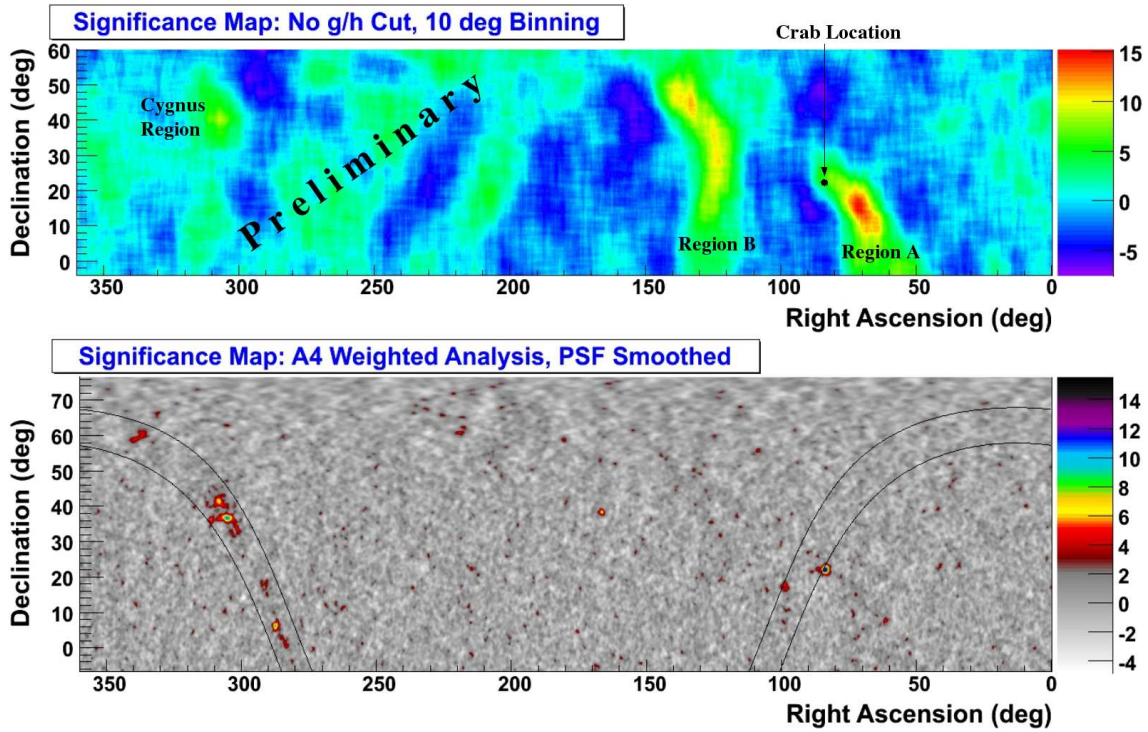 Significance Map: No g/h Cut, 10 deg Binning
Crab Location
Declination (deg)
60
50
40
30
20
10
0
Cygnus
Region
Preliminary
Region B
Region A
15
10
5
0
-5
350 300 250 200 150 100 50 0
Right Ascension (deg)
Significance Map: A4 Weighted Analysis, PSF Smoothed
Declination (deg)
70
60
50
40
30
20
10
0
14
12
10
8
6
4
2
0
-2
-4
350 300 250 200 150 100 50 0
Right Ascension (deg)